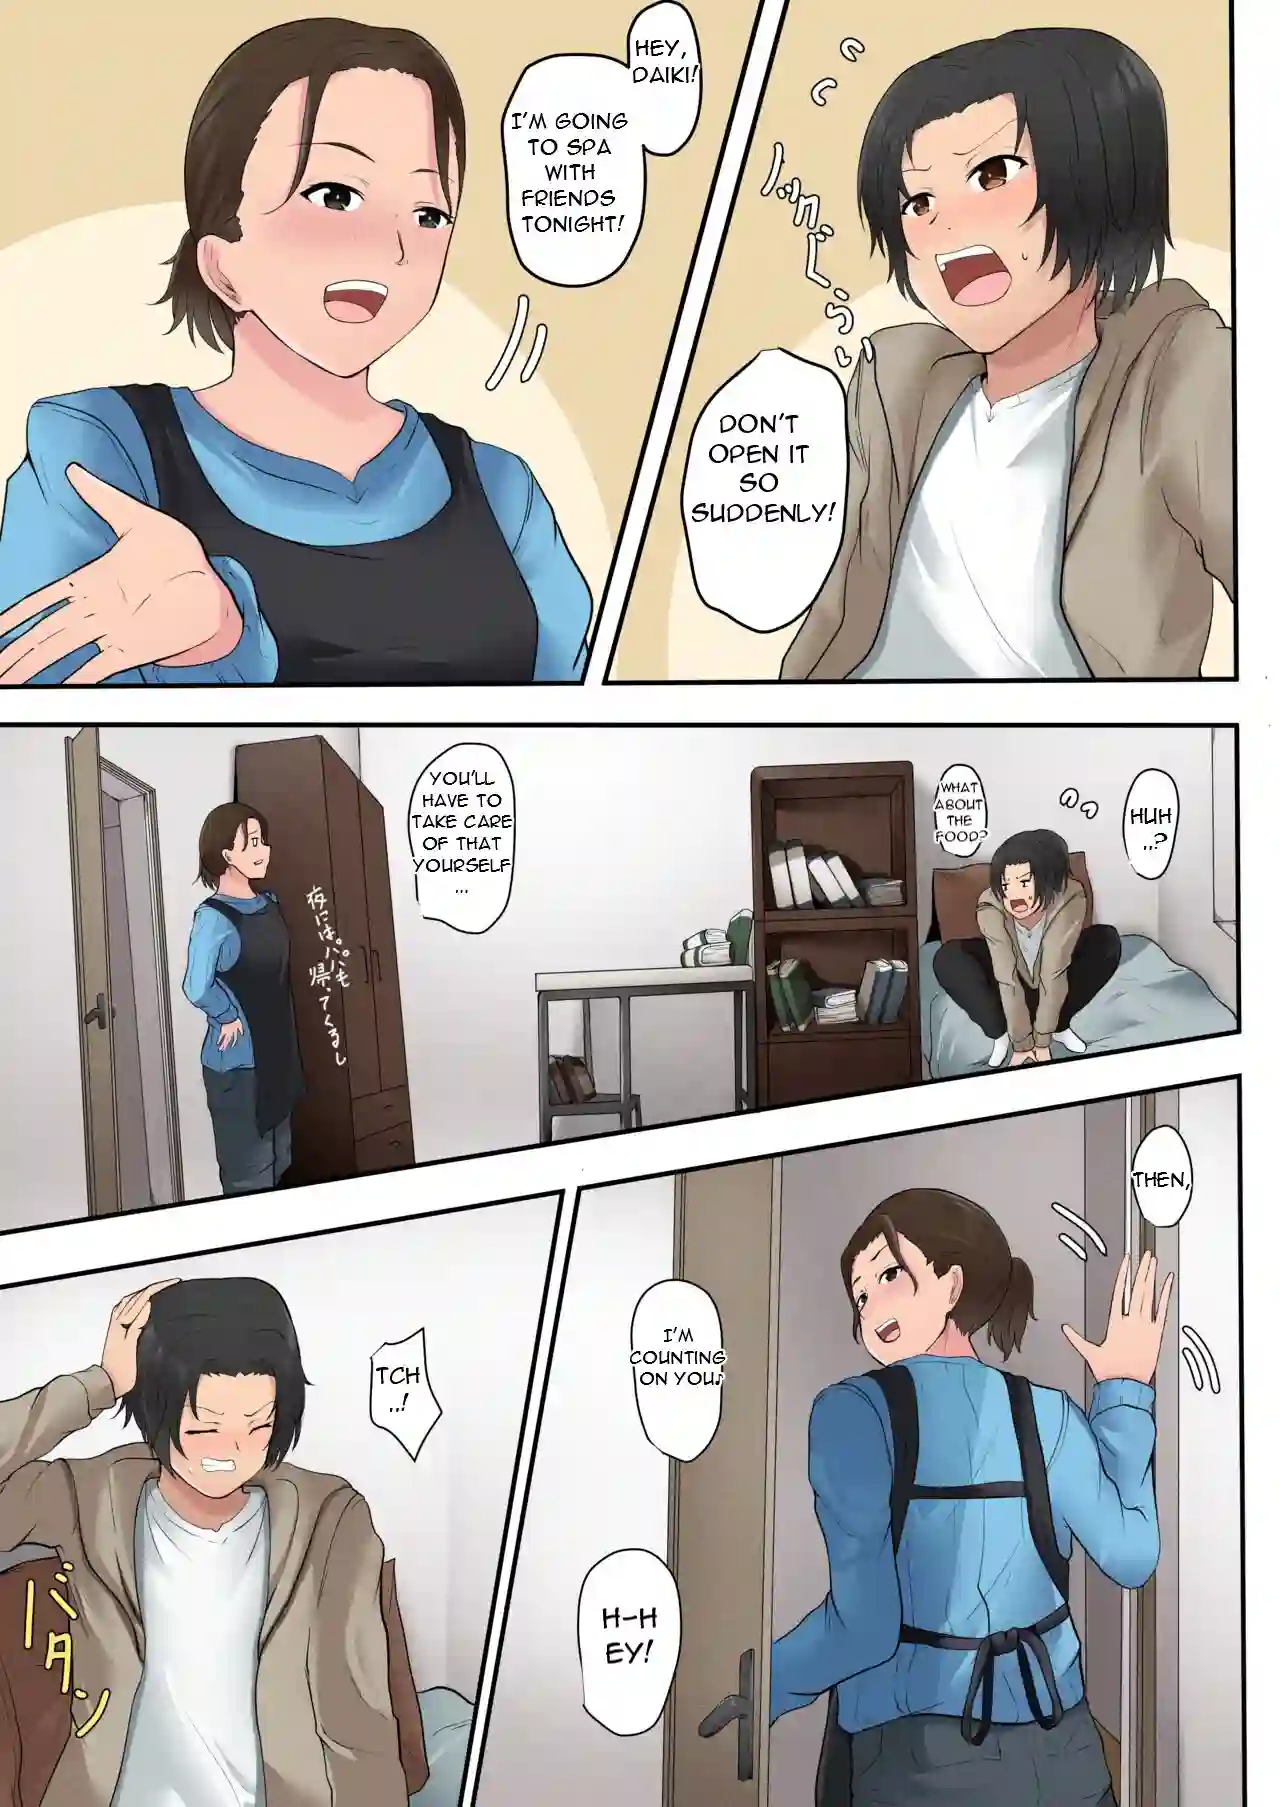 HEY,
DAIKI!
I'M GOING
TO SPA
WITH
FRIENDS
TONIGHT!
DON'T
OPEN IT
SO
SUDDENLY!
HUH
..?
WHAT
ABOUT
THE
FOOD?
YOU'LL
HAVE TO
TAKE CARE
OF THAT
YOURSELF
...
夜には
パパも
帰ってくるし
THEN,
I'M
COUNTING
ON YOU♪
H-H
EY!
TCH
..!
バタン